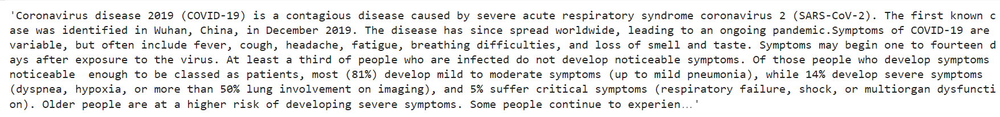 'Coronavirus disease 2019 (COVID-19) is a contagious disease caused by severe acute respiratory syndrome coronavirus 2 (SARS-CoV-2). The first known c
ase was identified in Wuhan, China, in December 2019. The disease has since spread worldwide, leading to an ongoing pandemic.Symptoms of COVID-19 are
variable, but often include fever, cough, headache, fatigue, breathing difficulties, and loss of smell and taste. Symptoms may begin one to fourteen d
ays after exposure to the virus. At least a third of people who are infected do not develop noticeable symptoms. Of those people who develop symptoms
noticeable  enough to be classed as patients, most (81%) develop mild to moderate symptoms (up to mild pneumonia), while 14% develop severe symptoms
(dyspnea, hypoxia, or more than 50% lung involvement on imaging), and 5% suffer critical symptoms (respiratory failure, shock, or multiorgan dysfuncti
on). Older people are at a higher risk of developing severe symptoms. Some people continue to experien…'